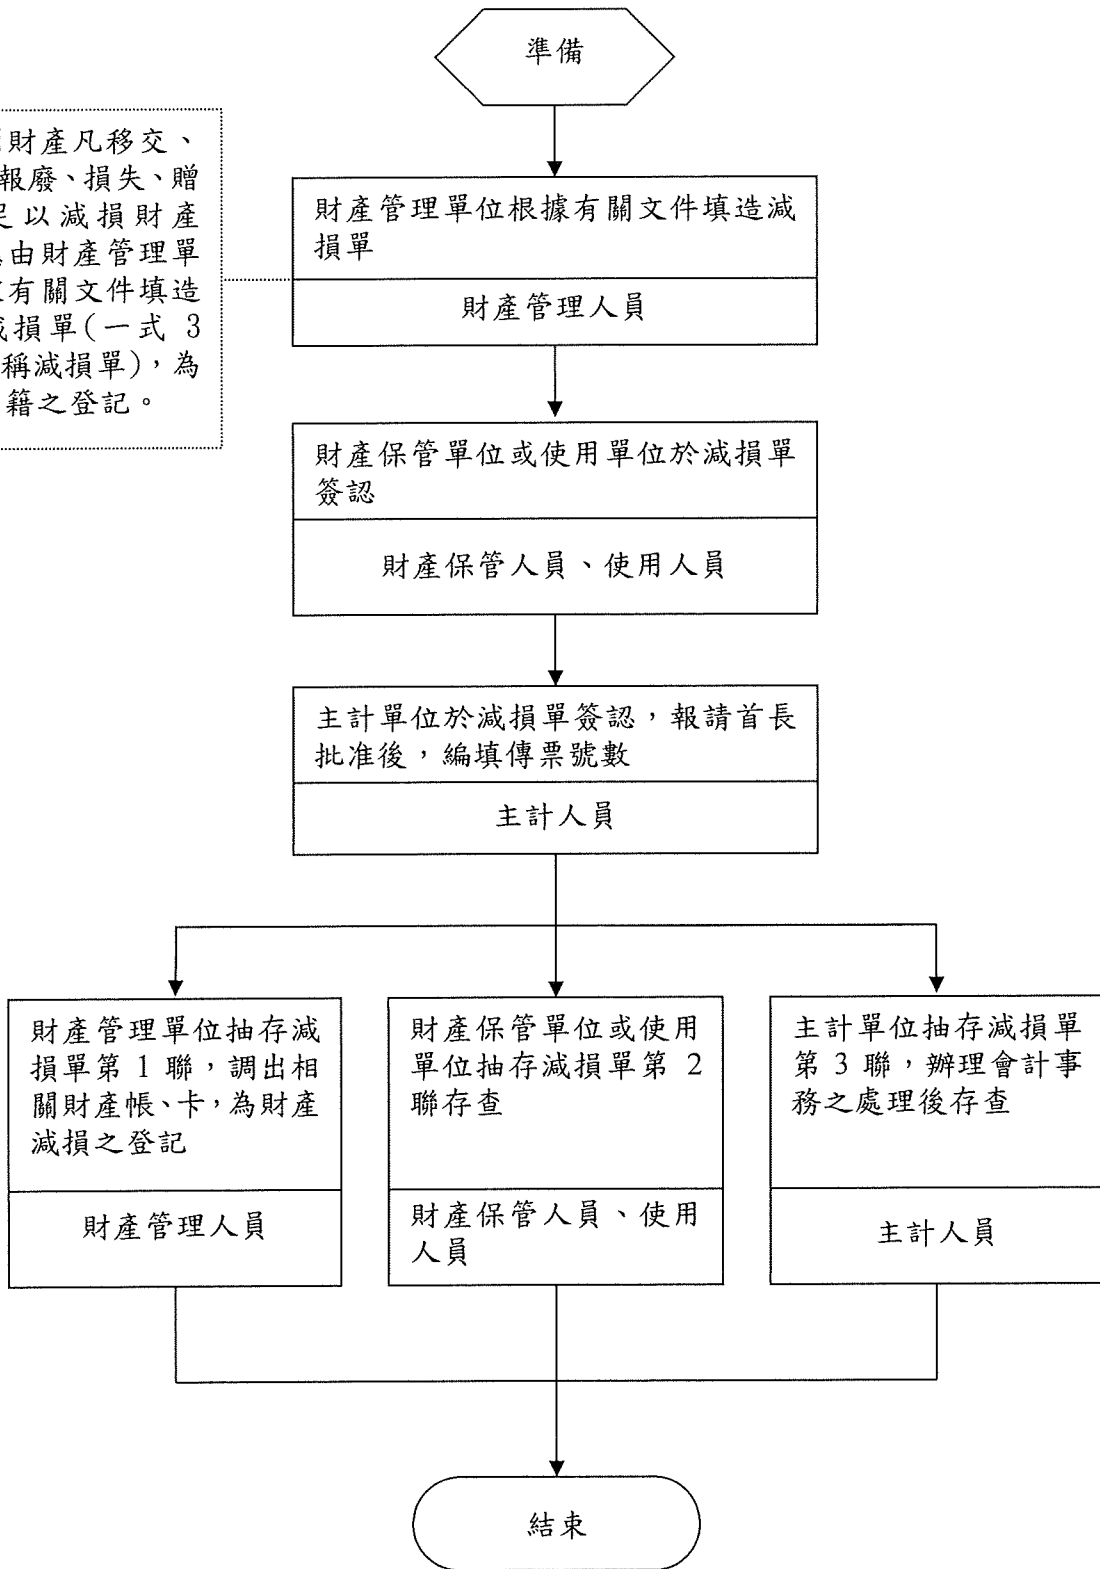 準備
財產凡移交、
報廢、損失、贈
以減損財產
由財產管理單
有關文件填造
減損單(一式 3
稱減損單),為
籍之登記。
財產管理單位根據有關文件填造減
損單
財產管理人員
財產保管單位或使用單位於減損單
簽認
財產保管人員、使用人員
主計單位於減損單簽認,報請首長
批准後,編填傳票號數
主計人員
財產管理單位抽存減
損單第 1 聯,調出相
關財產帳、卡,為財產
減損之登記
財產管理人員
財產保管單位或使用
單位抽存減損單第 2
聯存查
財產保管人員、使用
人員
主計單位抽存減損單
第 3 聯,辦理會計事
務之處理後存查
主計人員
結束